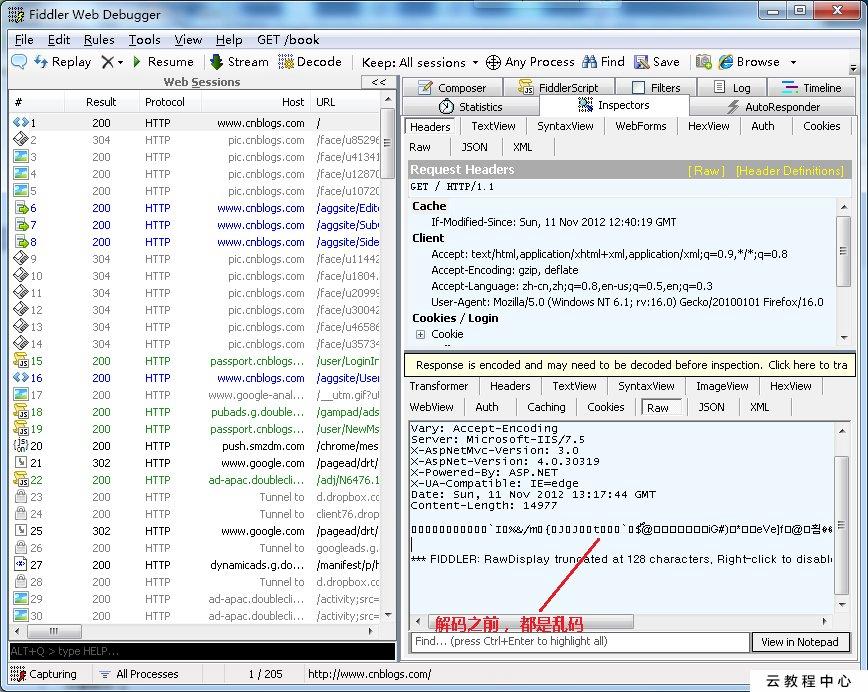 Fiddler Web Debugger
File Edit Rules Tools View Help GET /book
Replay Resume Stream Decode Keep: All sessions Any Process Find Save Browse
Web Sessions <<
# Result Protocol Host URL
1 200 HTTP www.cnblogs.com /
2 304 HTTP pic.cnblogs.com /face/u85296
3 200 HTTP pic.cnblogs.com /face/u41341
4 200 HTTP pic.cnblogs.com /face/u12870
5 200 HTTP pic.cnblogs.com /face/u10720
6 200 HTTP www.cnblogs.com /aggsite/Edit
7 200 HTTP www.cnblogs.com /aggsite/Sub
8 200 HTTP www.cnblogs.com /aggsite/Side
9 304 HTTP pic.cnblogs.com /face/u11442
10 304 HTTP pic.cnblogs.com /face/u1804.
11 304 HTTP pic.cnblogs.com /face/u20999
12 304 HTTP pic.cnblogs.com /face/u30042
13 304 HTTP pic.cnblogs.com /face/u46586
14 304 HTTP pic.cnblogs.com /face/u35734
15 200 HTTP passport.cnblogs... /user/LoginIr
16 200 HTTP www.cnblogs.com /aggsite/User
17 200 HTTP www.google-anal... /__utm.gif?u
18 200 HTTP pubads.g.double... /gampad/ads
19 200 HTTP passport.cnblogs... /user/NewMs
20 200 HTTP push.smzdm.com /chrome/mes
21 302 HTTP www.google.com /pagead/drt/
22 200 HTTP ad-apac.doublecli... /adj/N6476.1
23 200 HTTP Tunnel to d.dropbox.co
24 200 HTTP Tunnel to client76.dropl
25 302 HTTP www.google.com /pagead/drt/
26 200 HTTP Tunnel to googleads.g.
27 200 HTTP dynamicads.g.do... /manifest/p/h
28 200 HTTP Tunnel to d.dropbox.co
29 200 HTTP ad-apac.doublecli... /activity;src=
30 200 HTTP ad-apac.doublecli... /activity;src=
ALT+Q > type HELP...
Composer FiddlerScript Filters Log Timeline
Statistics Inspectors AutoResponder
Headers TextView SyntaxView WebForms HexView Auth Cookies
Raw JSON XML
Request Headers [ Raw ] [Header Definitions]
GET / HTTP/1.1
Cache
If-Modified-Since: Sun, 11 Nov 2012 12:40:19 GMT
Client
Accept: text/html,application/xhtml+xml,application/xml;q=0.9,*/*;q=0.8
Accept-Encoding: gzip, deflate
Accept-Language: zh-cn,zh;q=0.8,en-us;q=0.5,en;q=0.3
User-Agent: Mozilla/5.0 (Windows NT 6.1; rv:16.0) Gecko/20100101 Firefox/16.0
Cookies / Login
Cookie
Response is encoded and may need to be decoded before inspection. Click here to tra
Transformer Headers TextView SyntaxView ImageView HexView
WebView Auth Caching Cookies Raw JSON XML
Vary: Accept-Encoding
Server: Microsoft-IIS/7.5
X-AspNetMvc-Version: 3.0
X-AspNet-Version: 4.0.30319
X-Powered-By: ASP.NET
X-UA-Compatible: IE=edge
Date: Sun, 11 Nov 2012 13:17:44 GMT
Content-Length: 14977
*** FIDDLER: RawDisplay truncated at 128 characters. Right-click to disable
解码之前，都是乱码
Find... (press Ctrl+Enter to highlight all) View in Notepad
Capturing All Processes 1 / 205 http://www.cnblogs.com/
云教程中心